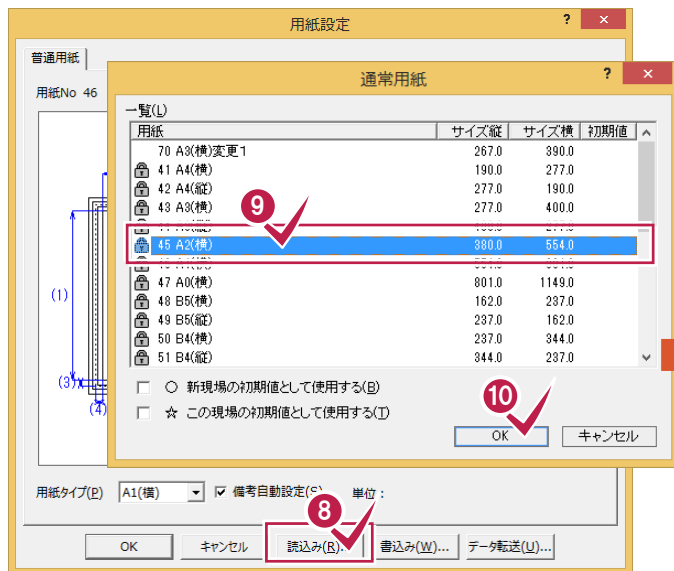 用紙設定 ? ×
普通用紙
用紙No 46
通常用紙 ? ×
一覧(L)
用紙 サイズ縦 サイズ横 初期値
70 A3(横)変更1 267.0 390.0
41 A4(横) 190.0 277.0
42 A4(縦) 277.0 190.0
43 A3(横) 277.0 400.0
9
45 A2(横) 380.0 554.0
47 A0(横) 801.0 1149.0
48 B5(横) 162.0 237.0
49 B5(縦) 237.0 162.0
50 B4(横) 237.0 344.0
51 B4(縦) 344.0 237.0
(1)
(3)
(4)
○ 新現場の初期値として使用する(B)
☆ この現場の初期値として使用する(T)
10
OK キャンセル
用紙タイプ(P) A1(横) 備考自動設定(S) 単位 :
8
OK キャンセル 読込み(R)... 書込み(W)... データ転送(U)...